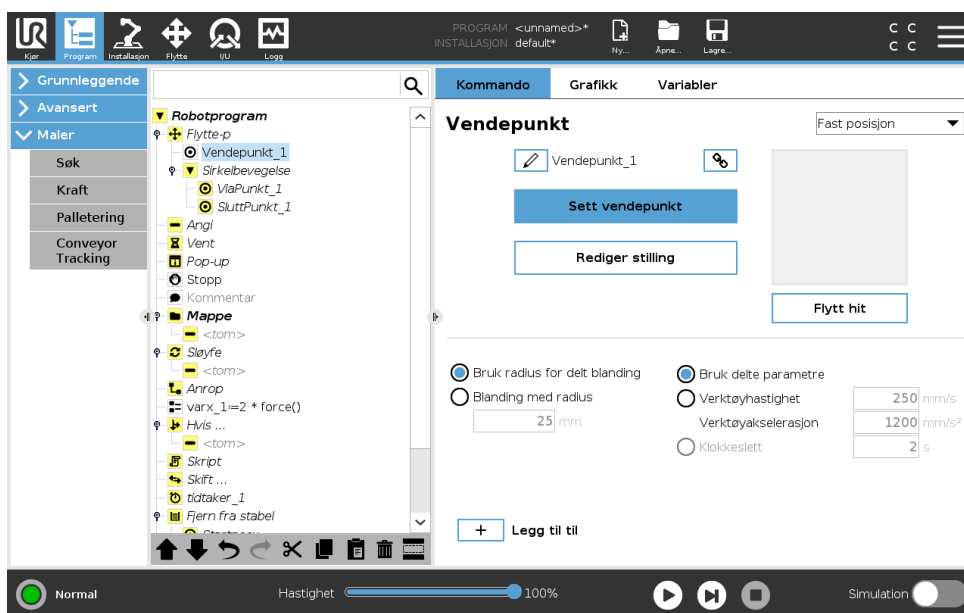 PROGRAM <unnamed>*
INSTALLASJON default*
Kjør
Program
Installasjon
Flytte
I/U
Logg
Ny...
Åpne...
Lagre...
C C
C C
Grunnleggende
Avansert
Maler
Søk
Kraft
Palletering
Conveyor
Tracking
Robotprogram
Flytte-p
Vendepunkt_1
Sirkelbevegelse
ViaPunkt_1
SluttPunkt_1
Angi
Vent
Pop-up
Stopp
Kommentar
Mappe
<tom>
Sløyfe
<tom>
Anrop
varx_1≔2 * force()
Hvis ...
<tom>
Skript
Skift ...
tidtaker_1
Fjern fra stabel
Kommando
Grafikk
Variabler
Vendepunkt
Fast posisjon
Vendepunkt_1
Sett vendepunkt
Rediger stilling
Flytt hit
Bruk radius for delt blanding
Blanding med radius
25 mm
Bruk delte parametre
Verktøyhastighet 250 mm/s
Verktøyakselerasjon 1200 mm/s²
Klokkeslett 2 s
+ Legg til til
Normal
Hastighet
100%
Simulation